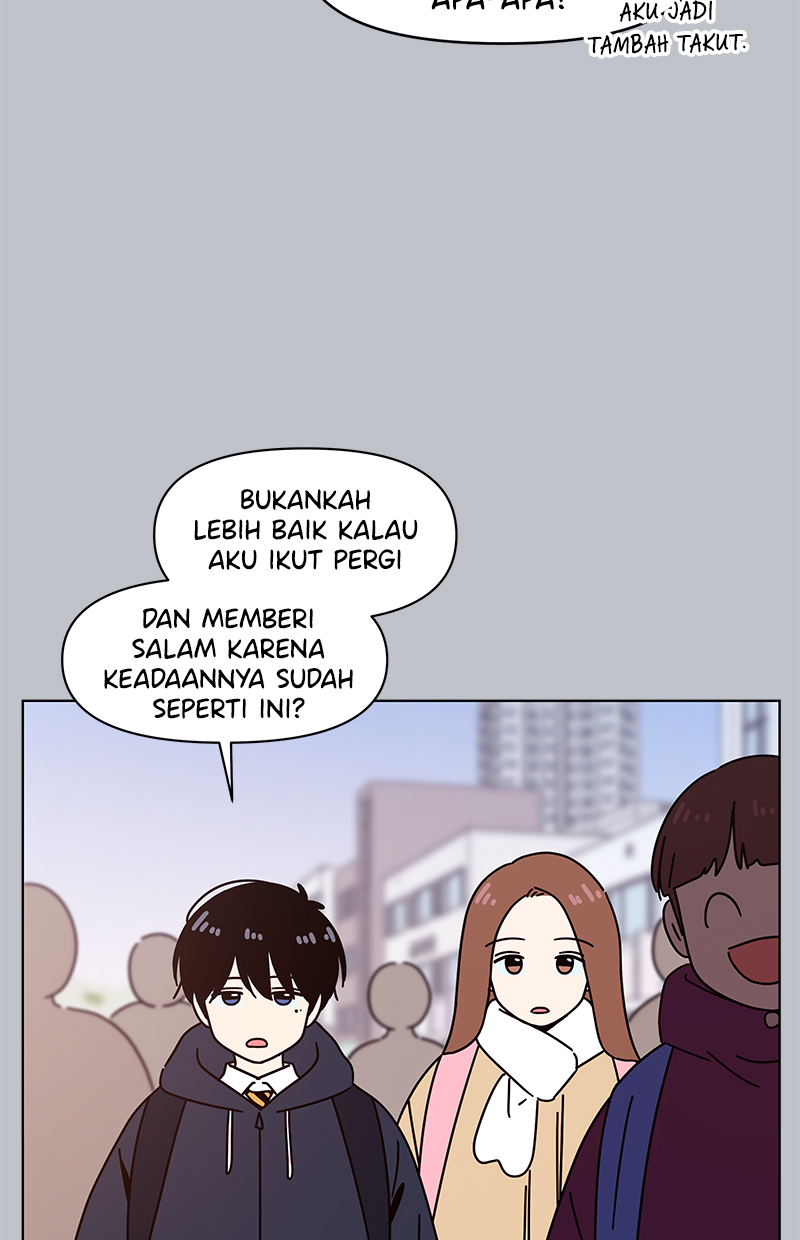 APA-APA?
AKU JADI
TAMBAH TAKUT.
BUKANKAH
LEBIH BAIK KALAU
AKU IKUT PERGI
DAN MEMBERI
SALAM KARENA
KEADAANNYA SUDAH
SEPERTI INI?